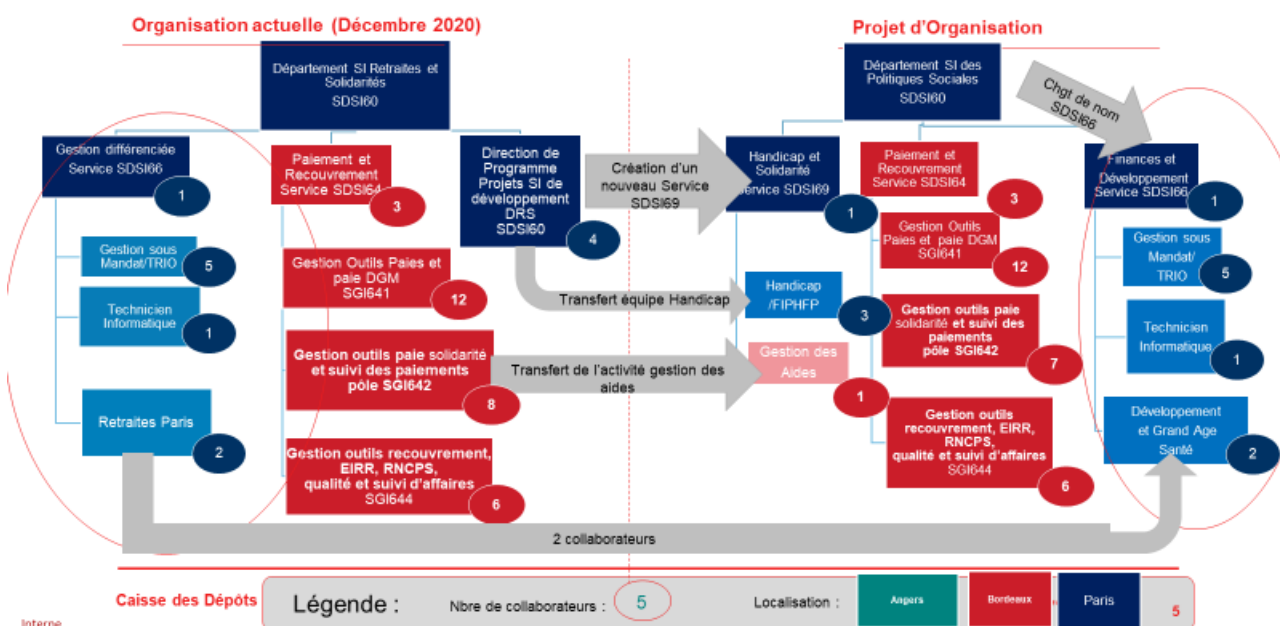 Organisation actuelle (Décembre 2020)
Département SI Retraites et
Solidarités
SDSI60
Gestion différenciée
Service SDSI66
1
Gestion sous
Mandat/TRIO
5
Technicien
Informatique
1
Retraites Paris
2
Paiement et
Recouvrement
Service SDSI64
3
Gestion Outils Paies et
paie DGM
SGI641
12
Gestion outils paie solidarité
et suivi des paiements
pôle SGI642
8
Gestion outils recouvrement,
EIRR, RNCPS,
qualité et suivi d'affaires
SGI644
6
Direction de
Programme
Projets SI de
développement
DRS
SDSI60
4
Création d'un
nouveau Service
SDSI69
Transfert équipe Handicap
Transfert de l'activité gestion des
aides
2 collaborateurs
Projet d'Organisation
Département SI des
Politiques Sociales
SDSI60
Chgt de nom
SDSI66
Handicap et
Solidarité
Service SDSI69
1
Handicap
/FIPHFP
3
Gestion des
Aides
1
Paiement et
Recouvrement
Service SDSI64
3
Gestion Outils
Paies et paie DGM
SGI641
12
Gestion outils paie
solidarité et suivi des
paiements
pôle SGI642
7
Gestion outils
recouvrement, EIRR,
RNCPS,
qualité et suivi d'affaires
SGI644
6
Finances et
Développement
Service SDSI66
1
Gestion sous
Mandat/
TRIO
5
Technicien
Informatique
1
Développement
et Grand Age
Santé
2
Caisse des Dépôts
Légende :
Nbre de collaborateurs :
5
Localisation :
Angers
Bordeaux
Paris
5
Interne